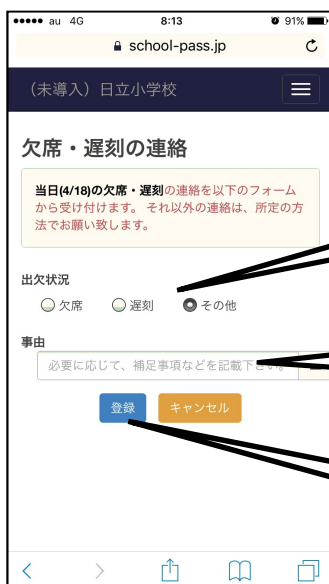 au 4G 8:13 91%
school-pass.jp
(未導入)日立小学校
欠席・遅刻の連絡
当日(4/18)の欠席・遅刻の連絡を以下のフォーム
から受け付けます。 それ以外の連絡は、所定の方
法でお願い致します。
出欠状況
欠席 遅刻 その他
事由
必要に応じて、補足事項などを記載下さい。
登録 キャンセル